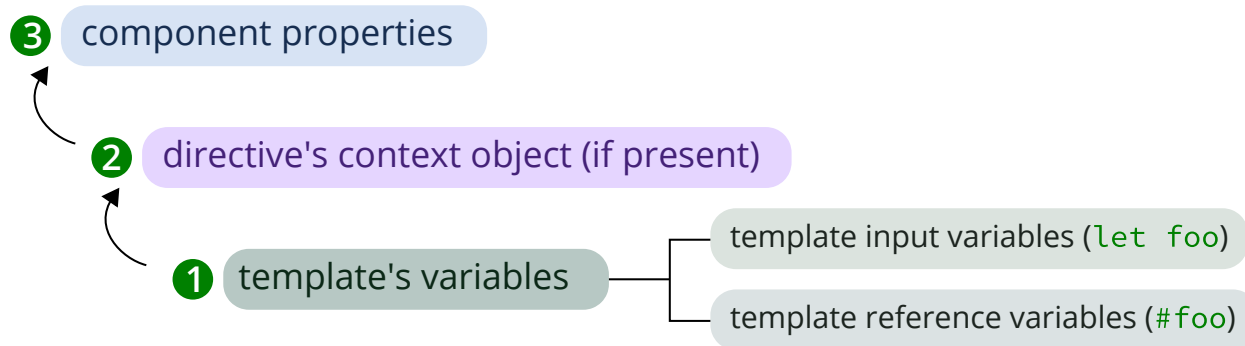 3 component properties
2 directive's context object (if present)
template input variables (let foo)
1 template's variables
template reference variables (#foo)